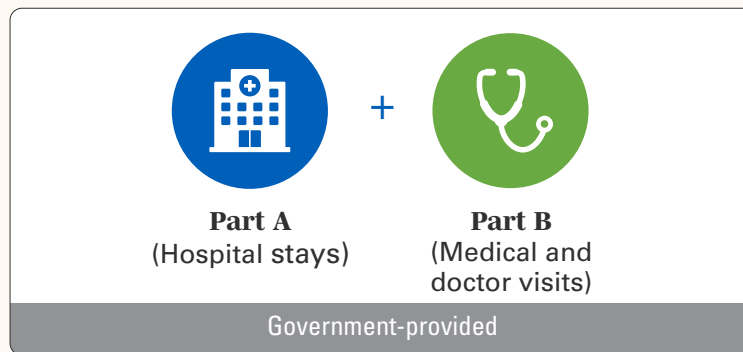 +
Part A
(Hospital stays)
Part B
(Medical and
doctor visits)
Government-provided